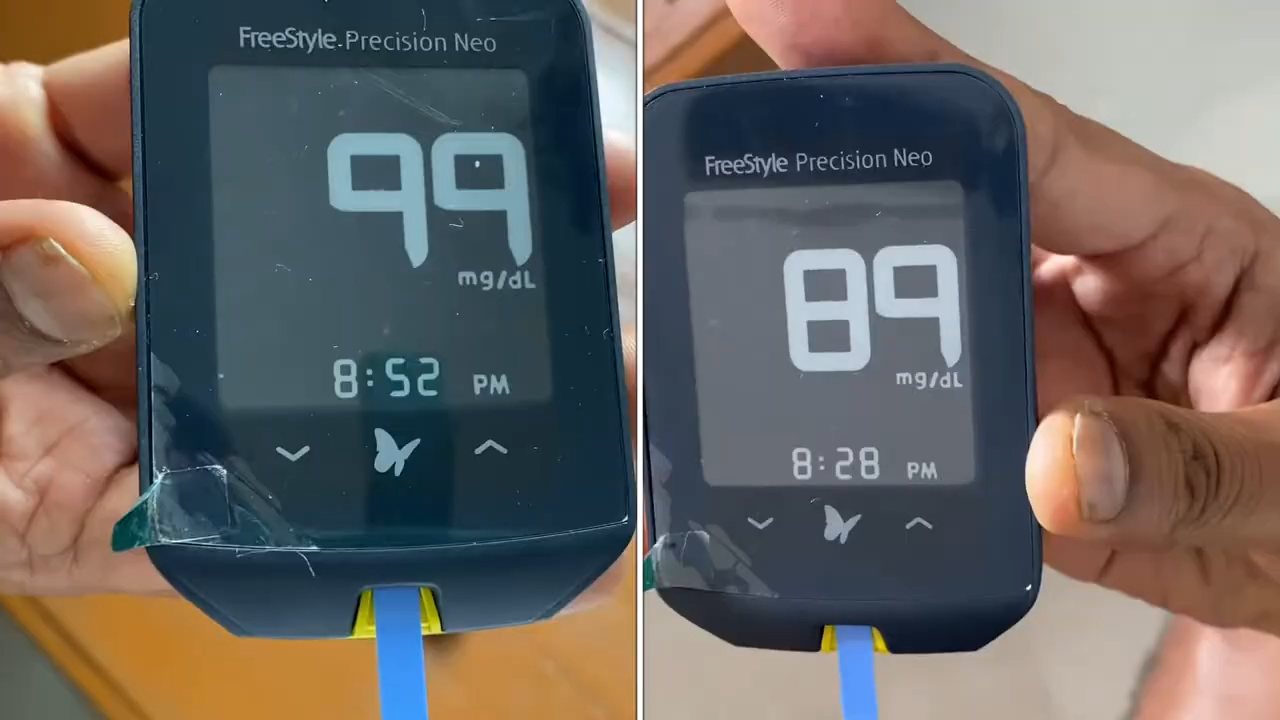 FreeStyle Precision Neo
99
mg/dL
8:52 PM
FreeStyle Precision Neo
89
mg/dL
8:28 PM